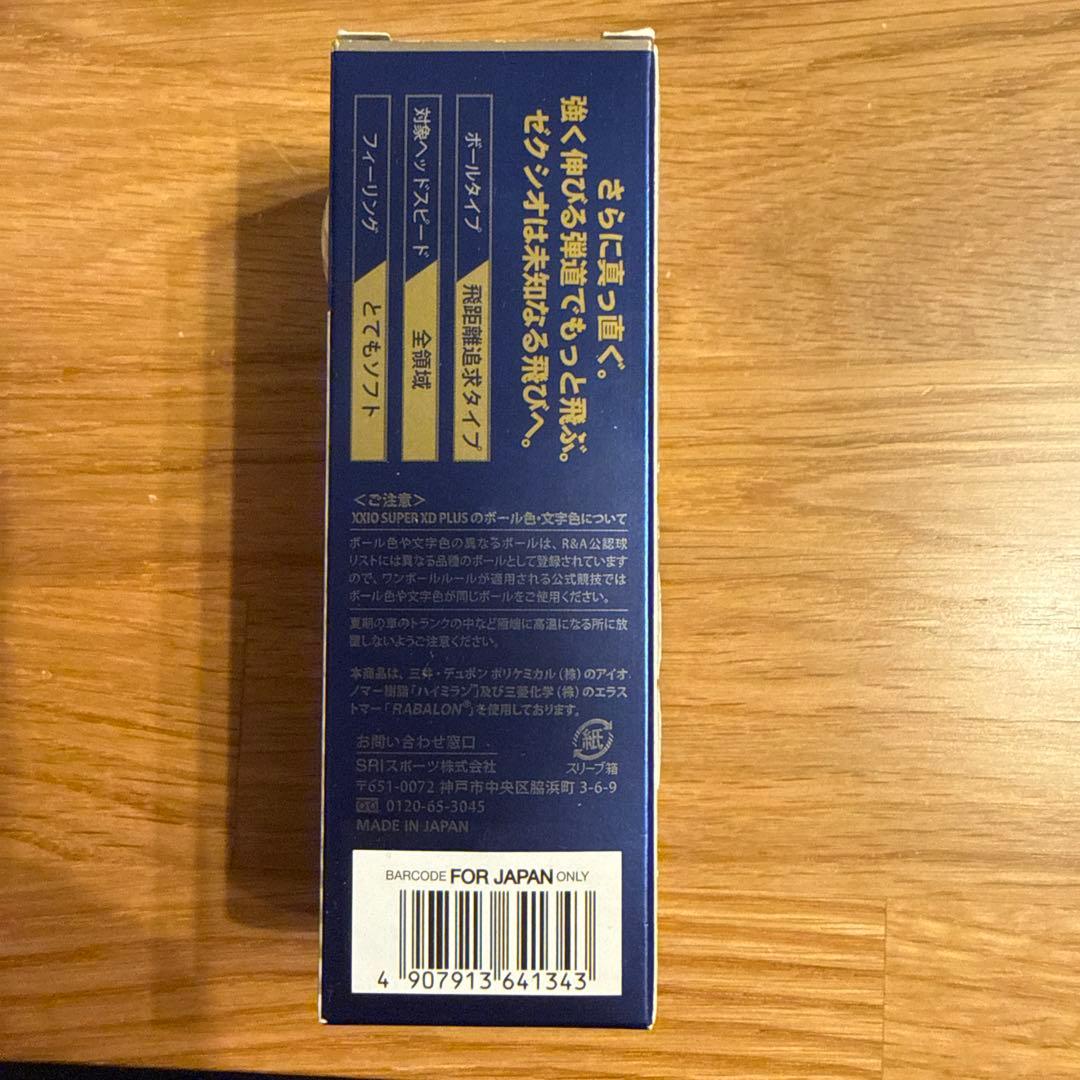 さらに真っ直ぐ。
強く伸びる弾道でもっと飛ぶ。
ゼクシオは未知なる飛びへ。
ボールタイプ 飛距離追求タイプ
対象ヘッドスピード 全領域
フィーリング とてもソフト
＜ご注意＞
XXIO SUPER XD PLUSのボール色・文字色について
ボール色や文字色の異なるボールは、R&A公認球
リストには異なる品種のボールとして登録されています
ので、ワンボールルールが適用される公式競技では
ボール色や文字色が同じボールをご使用ください。
夏期の車のトランクの中など極端に高温になる所に放
置しないようご注意ください。
本商品は、三井・デュポン ポリケミカル（株）のアイオ
ノマー樹脂「ハイミラン」及び三菱化学（株）のエラス
トマー「RABALON®」を使用しております。
紙
スリーブ箱
お問い合わせ窓口
SRIスポーツ株式会社
〒651-0072 神戸市中央区脇浜町 3-6-9
0120-65-3045
MADE IN JAPAN
BARCODE FOR JAPAN ONLY
4 907913 641343